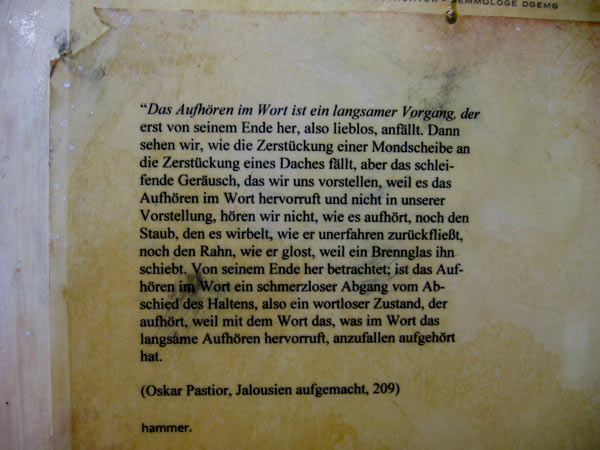 GEMMOLOGE DGEMG
“Das Aufhören im Wort ist ein langsamer Vorgang, der
erst von seinem Ende her, also lieblos, anfällt. Dann
sehen wir, wie die Zerstückung einer Mondscheibe an
die Zerstückung eines Daches fällt, aber das schlei-
fende Geräusch, das wir uns vorstellen, weil es das
Aufhören im Wort hervorruft und nicht in unserer
Vorstellung, hören wir nicht, wie es aufhört, noch den
Staub, den es wirbelt, wie er unerfahren zurückfließt,
noch den Rahn, wie er glost, weil ein Brennglas ihn
schiebt. Von seinem Ende her betrachtet; ist das Auf-
hören im Wort ein schmerzloser Abgang vom Ab-
schied des Haltens, also ein wortloser Zustand, der
aufhört, weil mit dem Wort das, was im Wort das
langsame Aufhören hervorruft, anzufallen aufgehört
hat.
(Oskar Pastior, Jalousien aufgemacht, 209)
hammer.